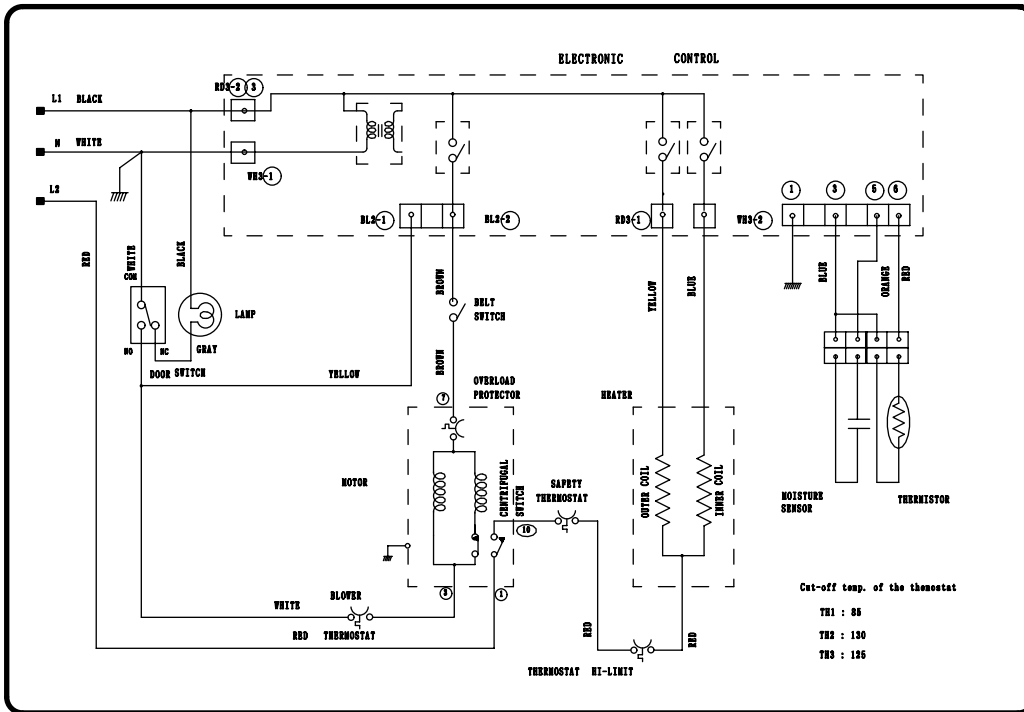 ELECTRONIC CONTROL
RD3-2 3
L1 BLACK
N WHITE
WH3-1
L2
1 3 5 6
BL2-1 BL2-2 RD3-1 WH3-2
RED
WHITE
BLACK
COM
LAMP
NO NC GRAY
DOOR SWITCH
YELLOW
BROWN
BELT
SWITCH
BROWN
YELLOW
BLUE
BLUE
ORANGE
RED
OVERLOAD
PROTECTOR
7
HEATER
MOTOR
CENTRIFUGAL
SWITCH
SAFETY
THERMOSTAT
10
OUTER COIL
INNER COIL
MOISTURE
SENSOR
THERMISTOR
3 1
WHITE
BLOWER
THERMOSTAT
RED
RED
RED
THERMOSTAT HI-LIMIT
Cut-off temp. of the themostat
TH1 : 85
TH2 : 130
TH3 : 125